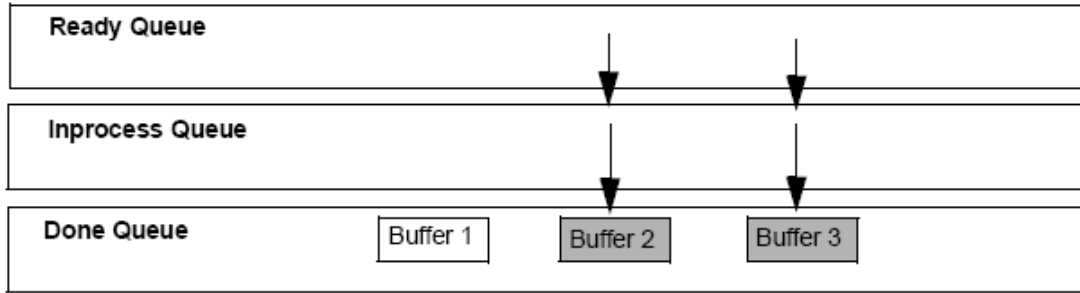 Ready Queue
Inprocess Queue
Done Queue
Buffer 1
Buffer 2
Buffer 3